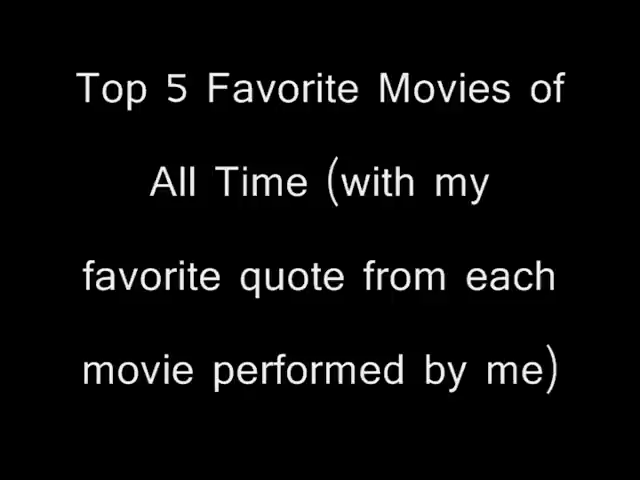 Top 5 Favorite Movies of
All Time (with my
favorite quote from each
movie performed by me)